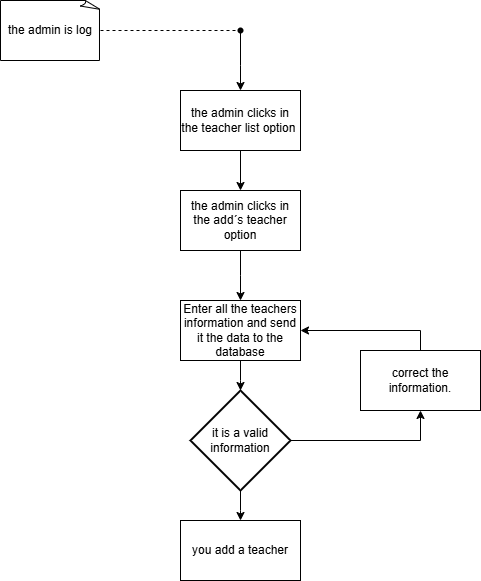 the admin is log
the admin clicks in
the teacher list option
the admin clicks in
the add´s teacher
option
Enter all the teachers
information and send
it the data to the
database
correct the
information.
it is a valid
information
you add a teacher